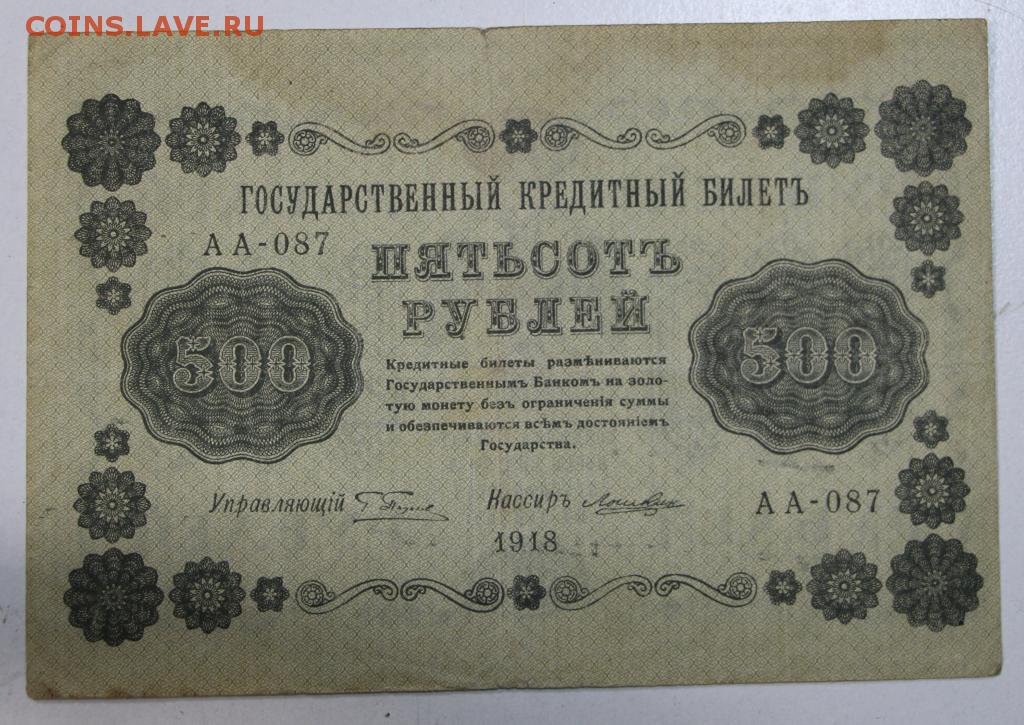 COINS.LAVE.RU
ГОСУДАРСТВЕННЫЙ КРЕДИТНЫЙ БИЛЕТЪ
АА-087
ПЯТЬСОТЪ
РУБЛЕЙ
500
500
Кредитные билеты размѣниваются
Государственнымъ Банкомъ на золо-
тую монету безъ ограниченія суммы
и обезпечиваются всѣмъ достояніемъ
Государства.
Управляющій
Кассиръ
АА-087
1918